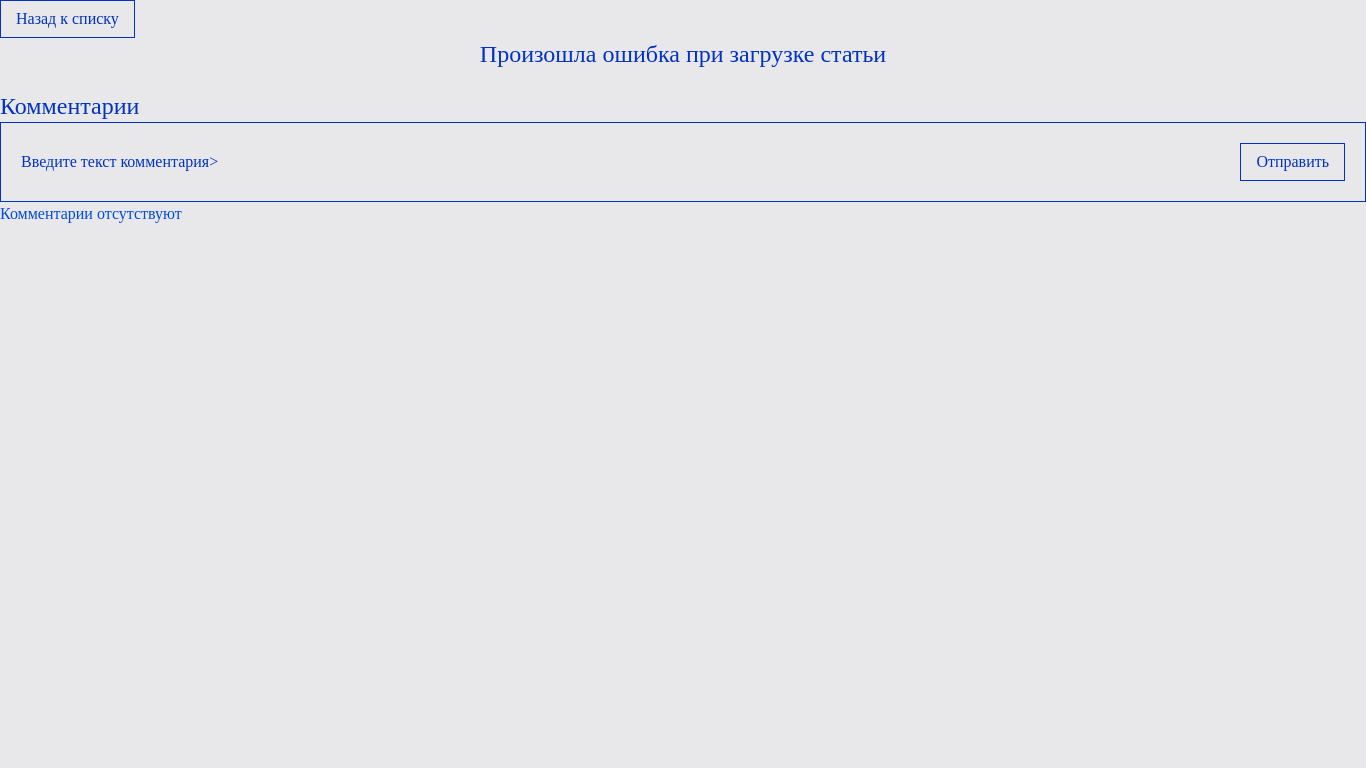 Назад к списку
Произошла ошибка при загрузке статьи
Комментарии
Введите текст комментария>
Отправить
Комментарии отсутствуют